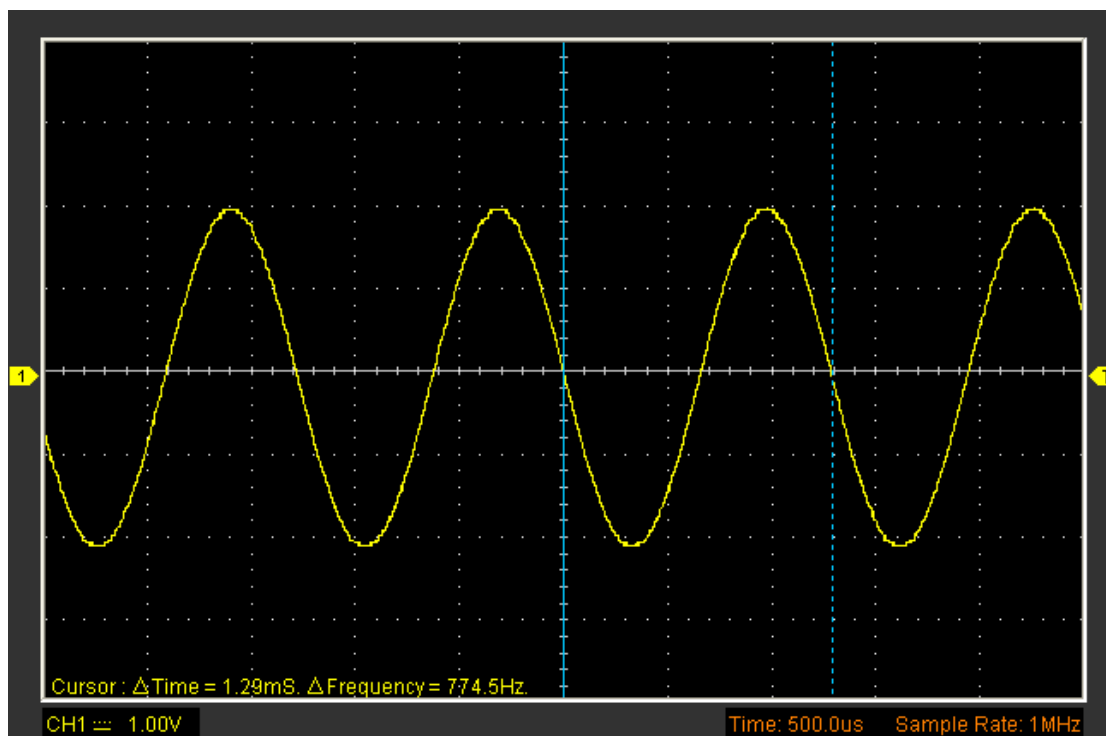 1
T
Cursor : △Time = 1.29mS. △Frequency = 774.5Hz.
CH1 ⎓ 1.00V
Time: 500.0us Sample Rate: 1MHz